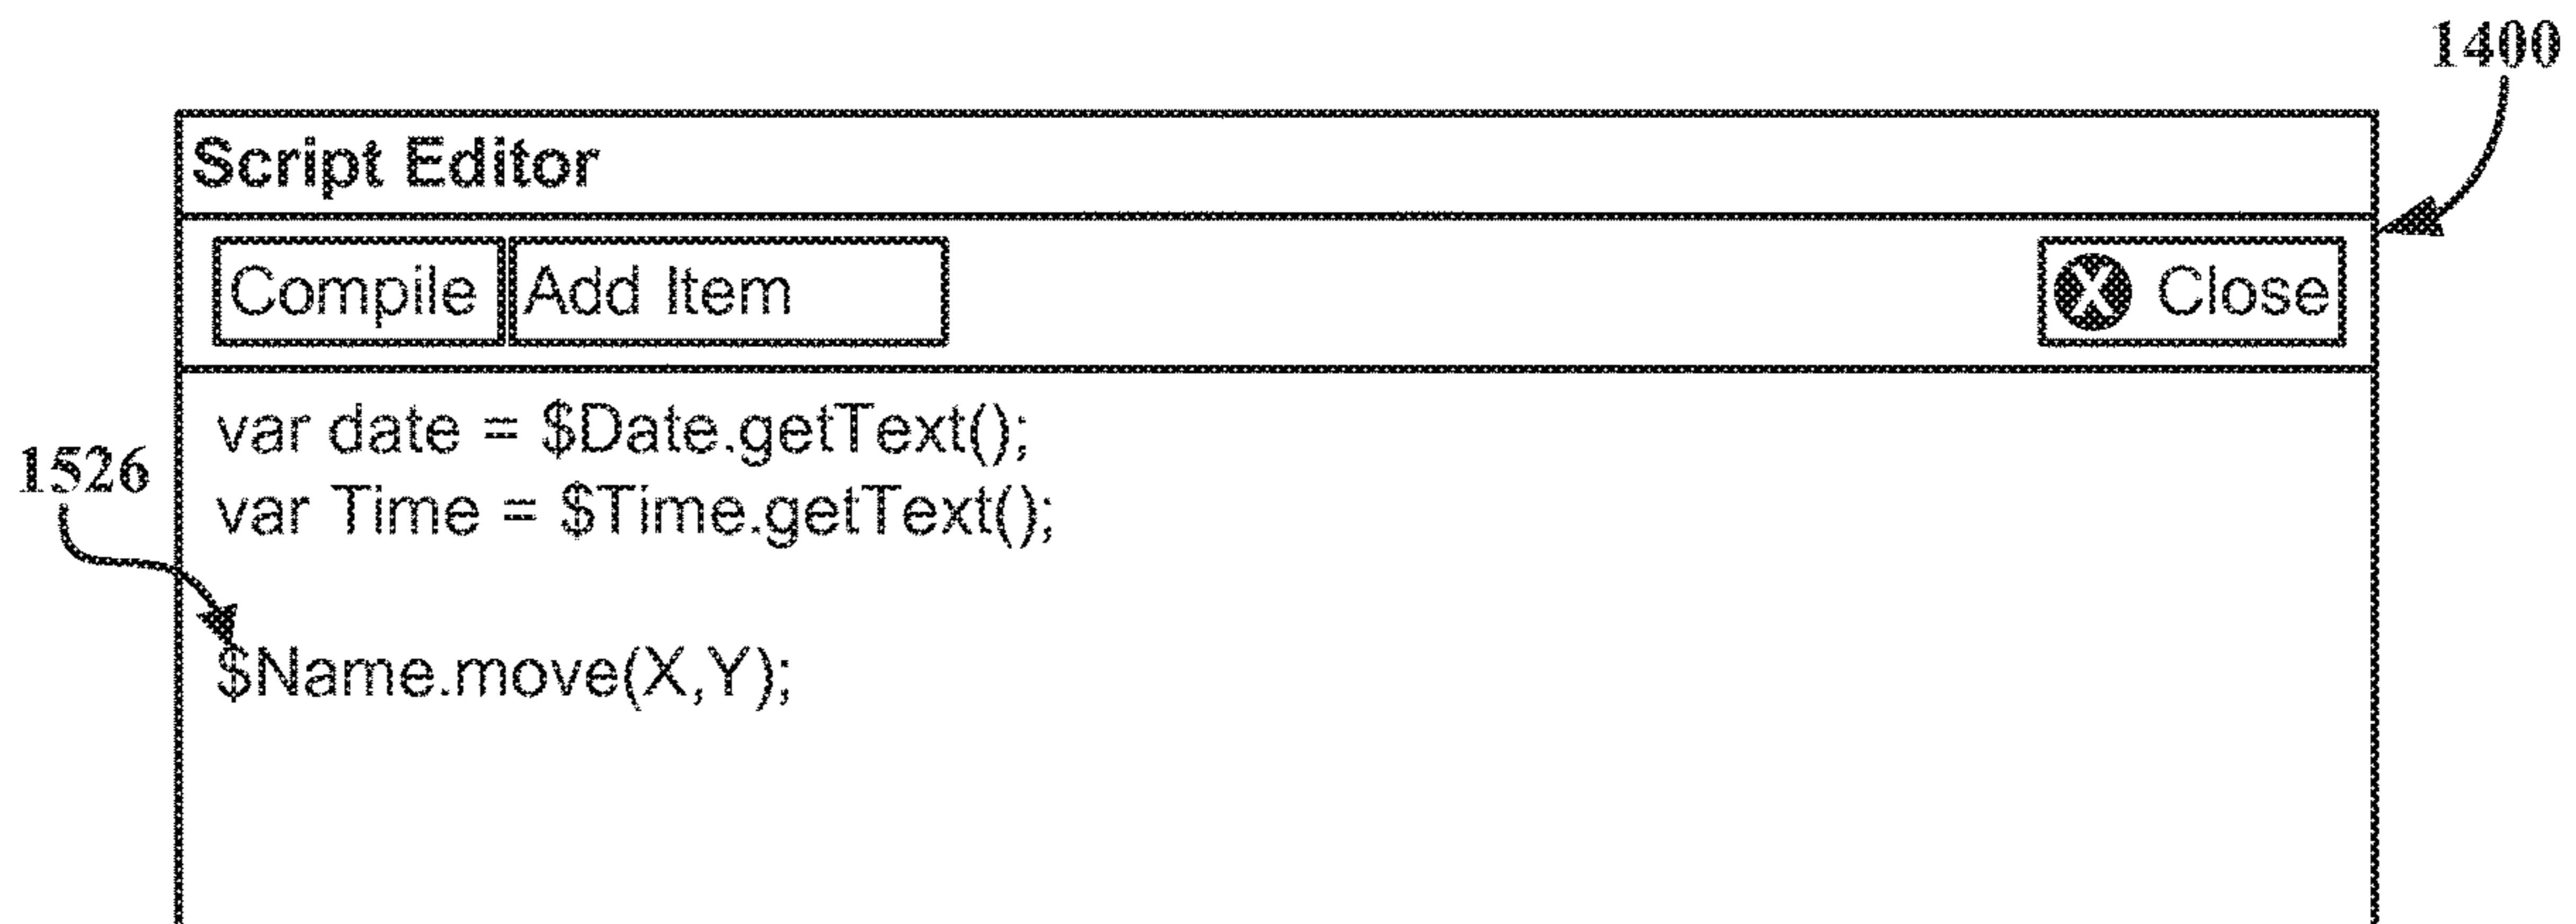 1400
Script Editor
Compile Add Item X Close
var date = $Date.getText();
1526
var Time = $Time.getText();
$Name.move(X,Y);